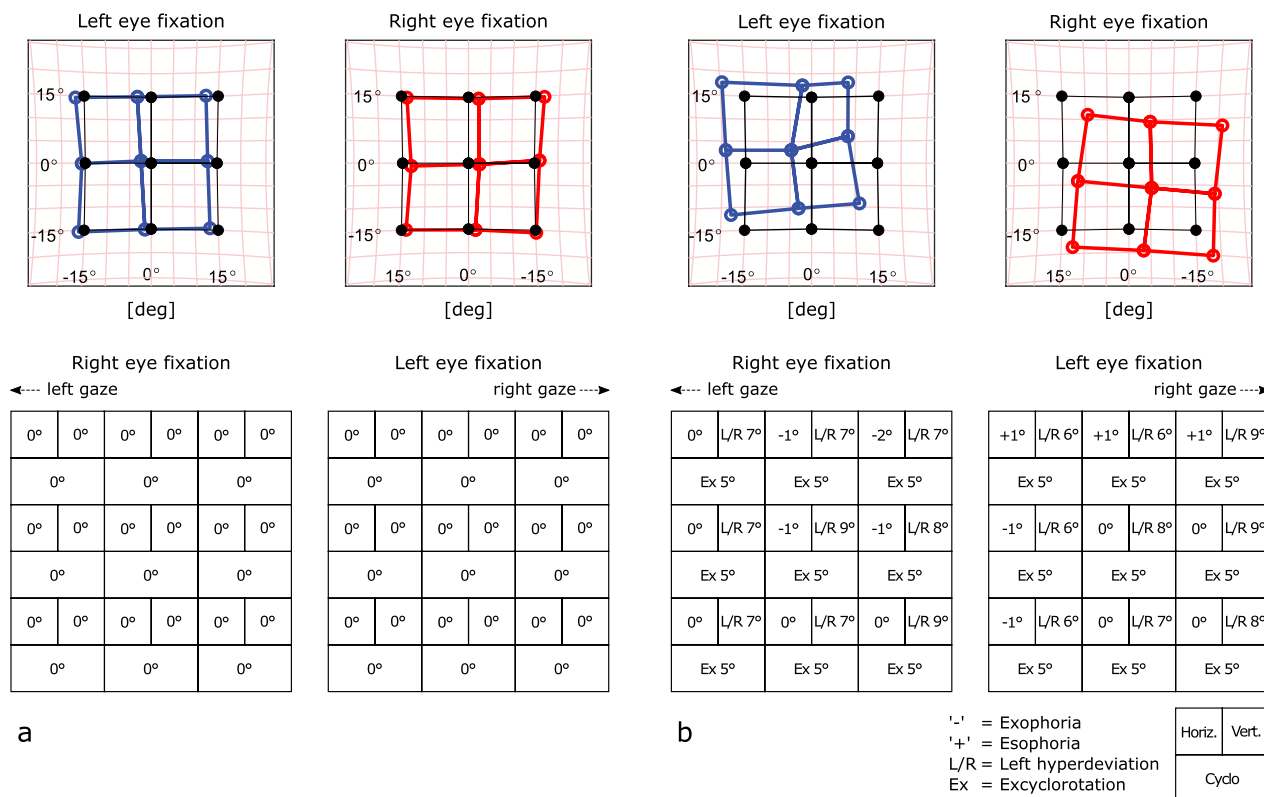 Left eye fixation Right eye fixation Left eye fixation Right eye fixation
15° 15° 15° 15°
0° 0° 0° 0°
-15° -15° -15° -15°
-15° 0° 15° 15° 0° -15° -15° 0° 15° 15° 0° -15°
[deg] [deg] [deg] [deg]
Right eye fixation Left eye fixation Right eye fixation Left eye fixation
left gaze right gaze left gaze right gaze
0° 0° 0° 0° 0° 0° 0° 0° 0° 0° 0° 0° 0° L/R 7° -1° L/R 7° -2° L/R 7° +1° L/R 6° +1° L/R 6° +1° L/R 9°
0° 0° 0° 0° 0° 0° Ex 5° Ex 5° Ex 5° Ex 5° Ex 5° Ex 5°
0° 0° 0° 0° 0° 0° 0° 0° 0° 0° 0° 0° 0° L/R 7° -1° L/R 9° -1° L/R 8° -1° L/R 6° 0° L/R 8° 0° L/R 9°
0° 0° 0° 0° 0° 0° Ex 5° Ex 5° Ex 5° Ex 5° Ex 5° Ex 5°
0° 0° 0° 0° 0° 0° 0° 0° 0° 0° 0° 0° 0° L/R 7° 0° L/R 7° 0° L/R 9° -1° L/R 6° 0° L/R 7° 0° L/R 8°
0° 0° 0° 0° 0° 0° Ex 5° Ex 5° Ex 5° Ex 5° Ex 5° Ex 5°
a b
'-' = Exophoria
'+' = Esophoria
L/R = Left hyperdeviation
Ex = Excyclorotation
Horiz. Vert.
Cyclo